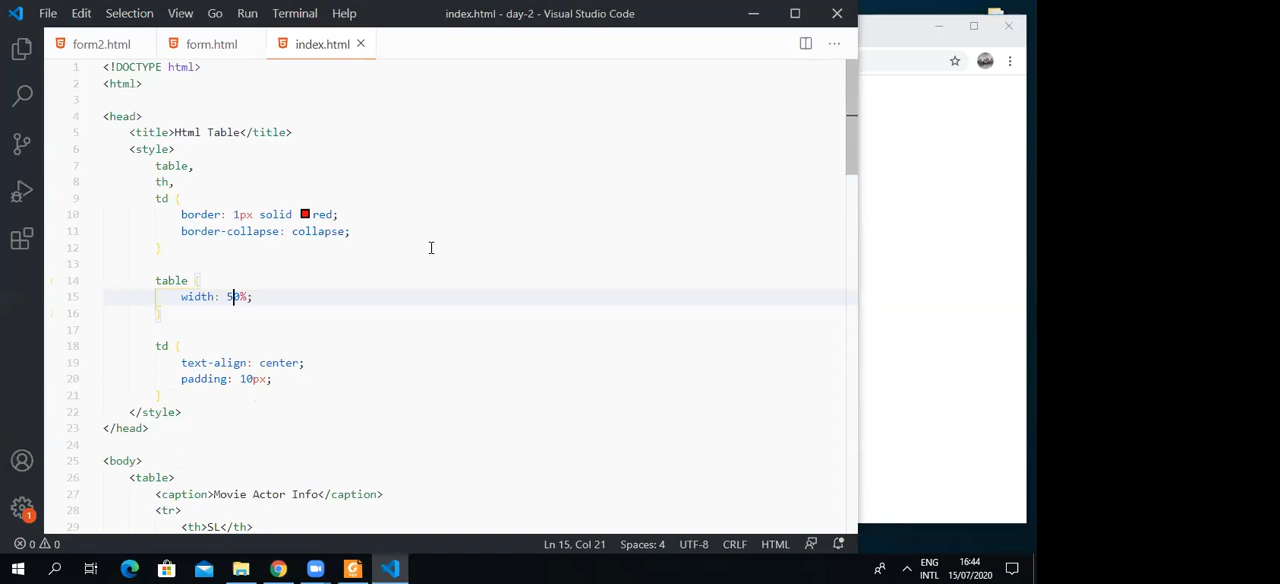 File Edit Selection View Go Run Terminal Help index.html - day-2 - Visual Studio Code
form2.html form.html index.html
1 <!DOCTYPE html>
2 <html>
3
4 <head>
5 <title>Html Table</title>
6 <style>
7 table,
8 th,
9 td {
10 border: 1px solid red;
11 border-collapse: collapse;
12 }
13
14 table {
15 width: 50%;
16 }
17
18 td {
19 text-align: center;
20 padding: 10px;
21 }
22 </style>
23 </head>
24
25 <body>
26 <table>
27 <caption>Movie Actor Info</caption>
28 <tr>
29 <th>SL</th>
1
0 0 Ln 15, Col 21 Spaces: 4 UTF-8 CRLF HTML
ENG 16:44
INTL 15/07/2020